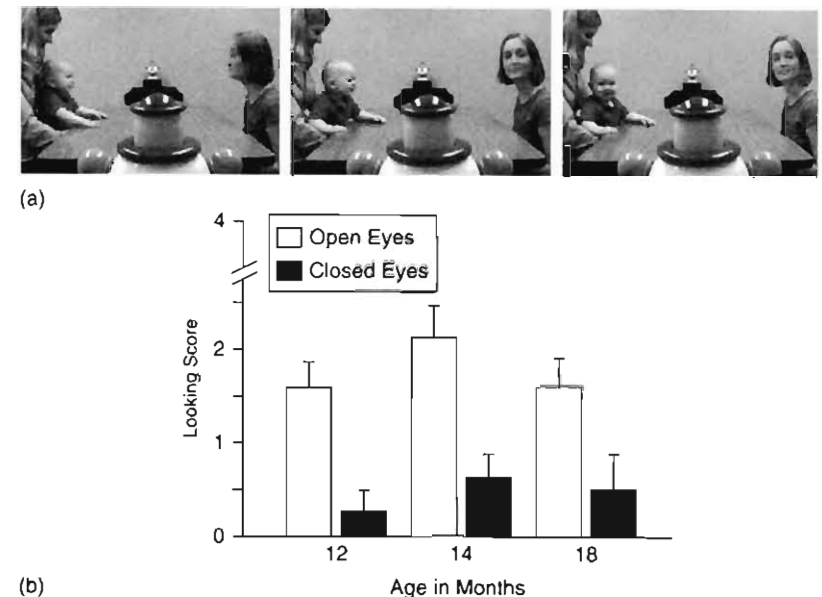 (a)
4
Open Eyes
Closed Eyes
2
1
0
Looking Score
12 14 18
(b)
Age in Months